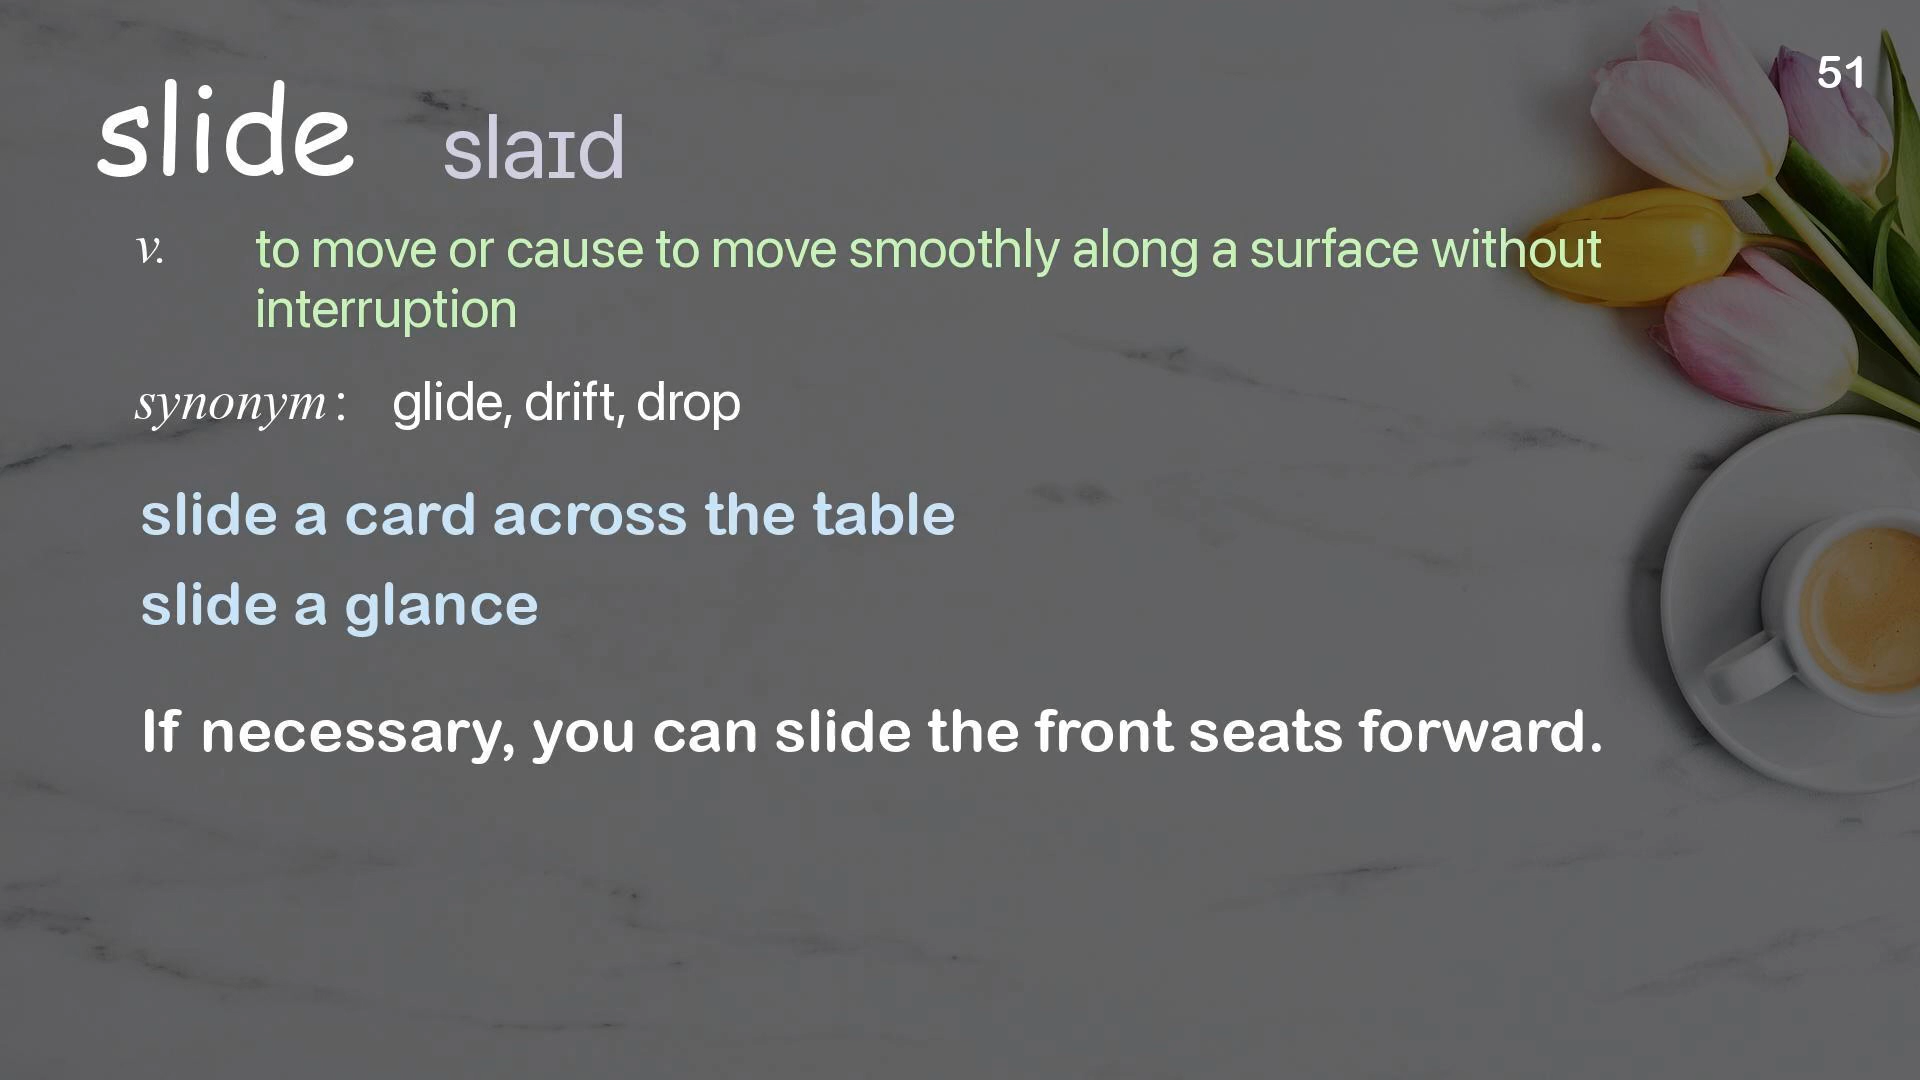 51
slide slaɪd
v. to move or cause to move smoothly along a surface without
interruption
synonym: glide, drift, drop
slide a card across the table
slide a glance
If necessary, you can slide the front seats forward.